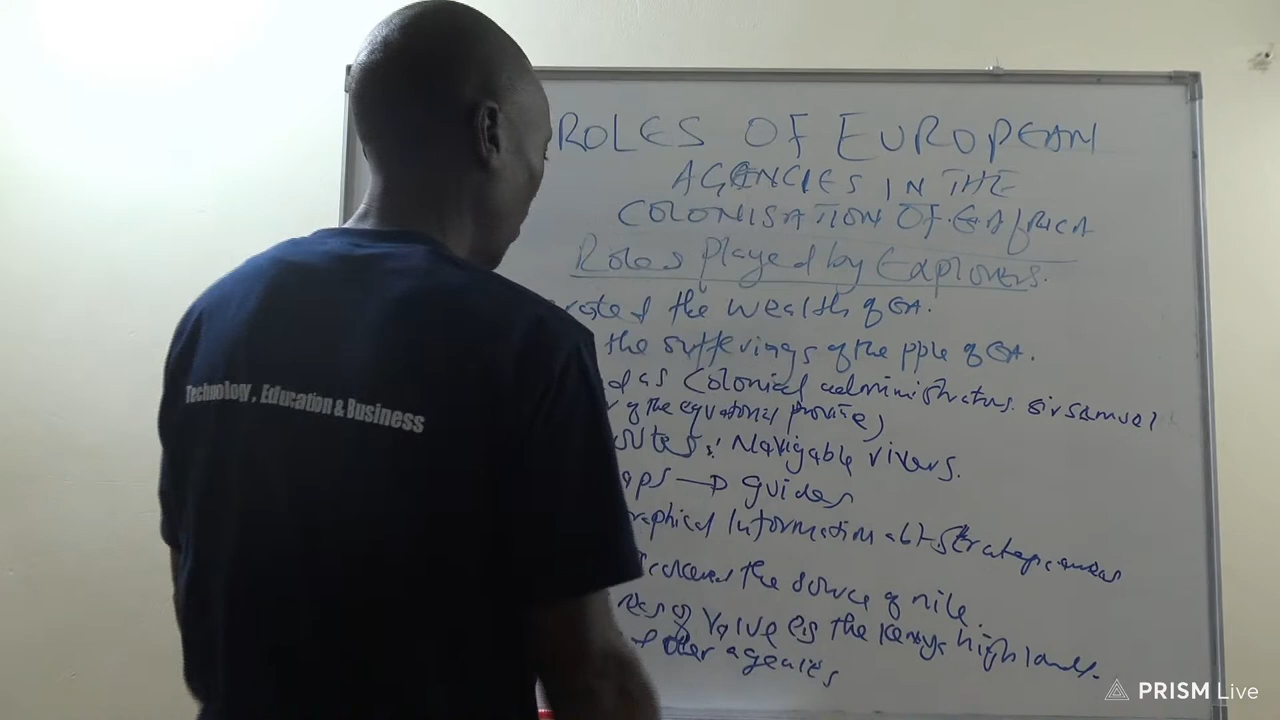 ROLES OF EUROPEAN
AGENCIES IN THE
COLONISATION OF E. AfRICA
Roles played by Explorers.
the wealth of EA.
the sufferings of the pple of EA.
as Colonial administrators. Sir Samuel
of the equatorial province)
Navigable rivers.
guides
Information abt strategic areas
the source of nile.
of value eg the Kenya highlands.
other agencies
Technology, Education & Business
PRISM Live